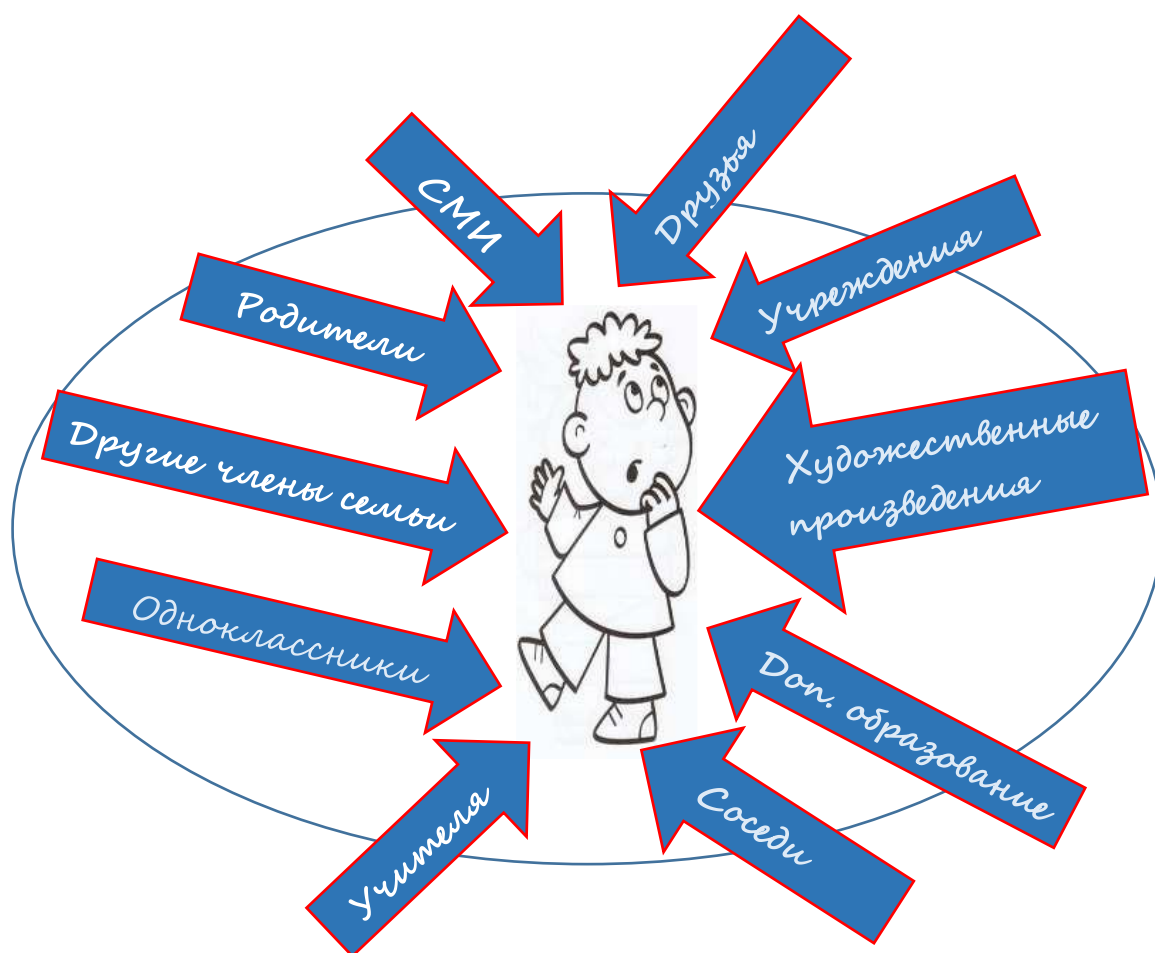 СМИ
Друзья
Учреждения
Родители
Художественные
произведения
Другие члены семьи
Одноклассники
Доп. образование
Учителя
Соседи